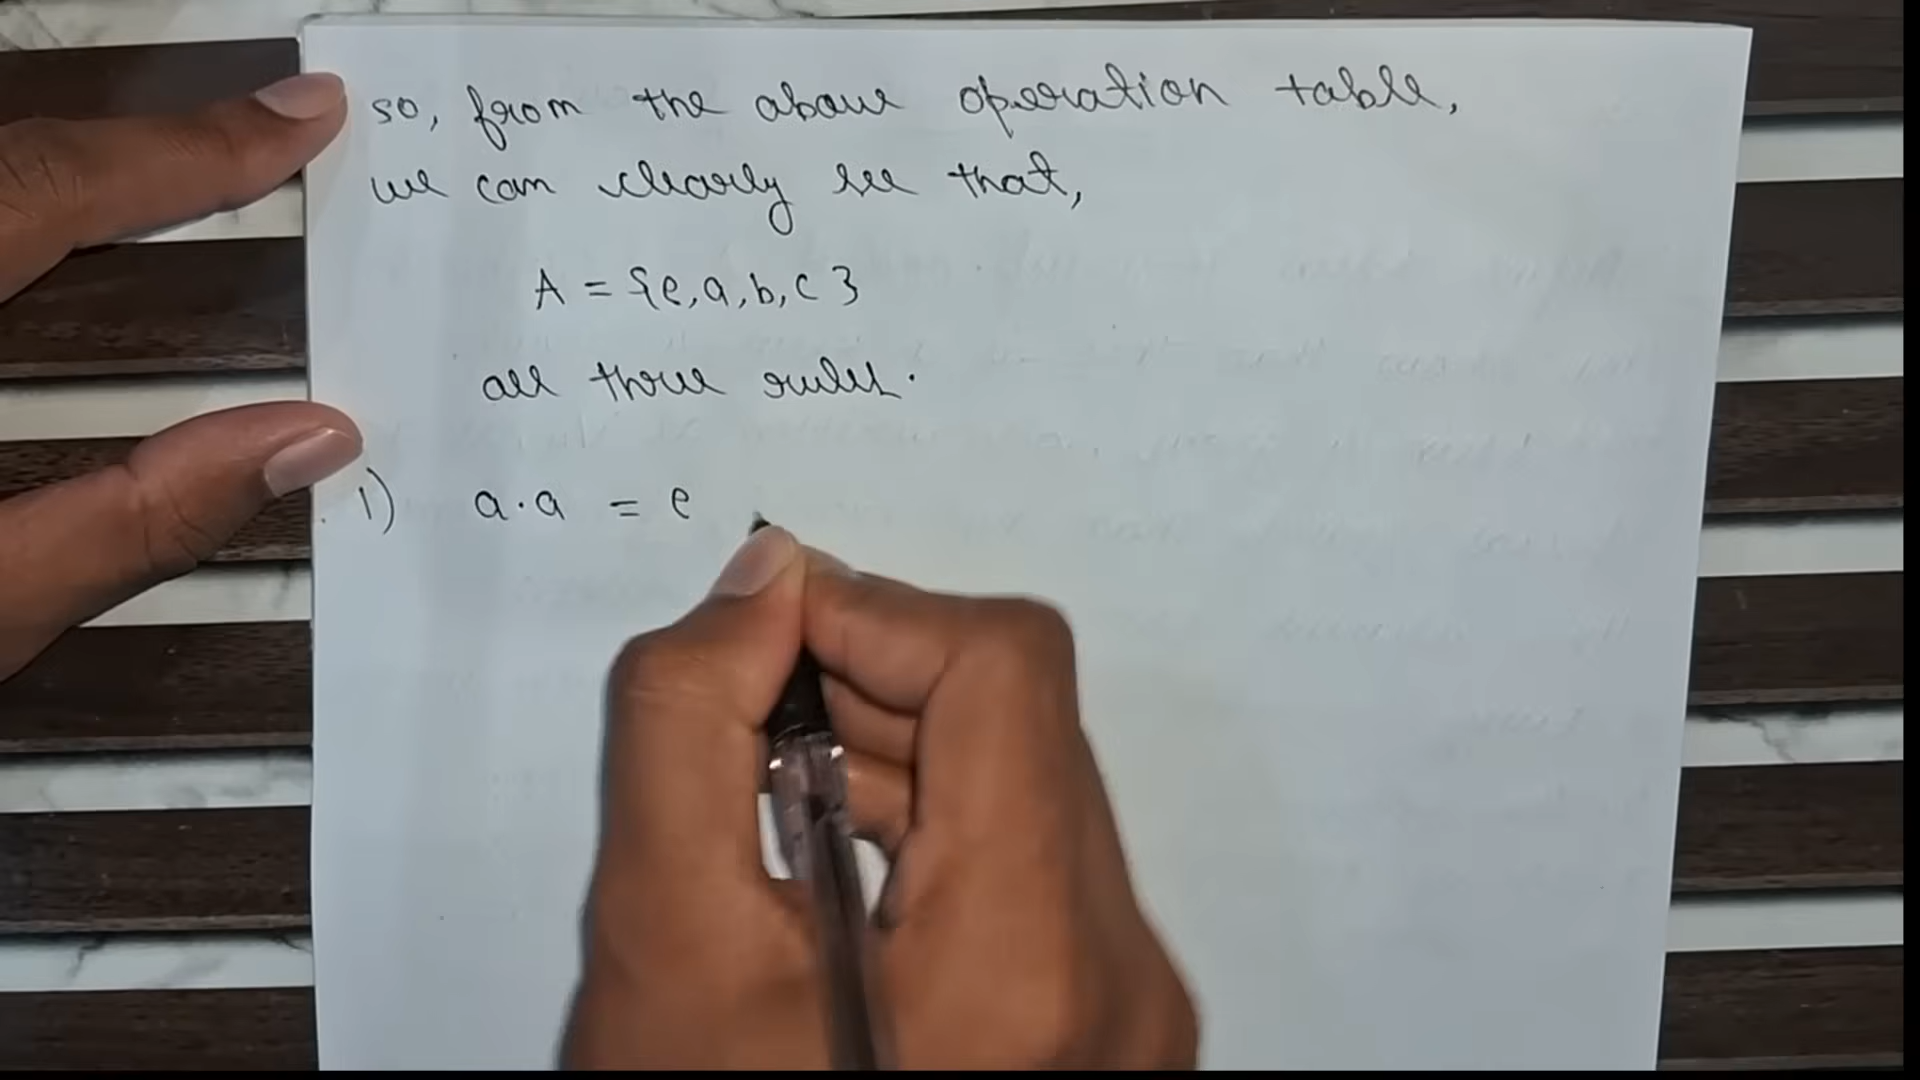 so, from the above operation table,
we can clearly see that,
A = {e, a, b, c}
all three rules.
1) a·a = e